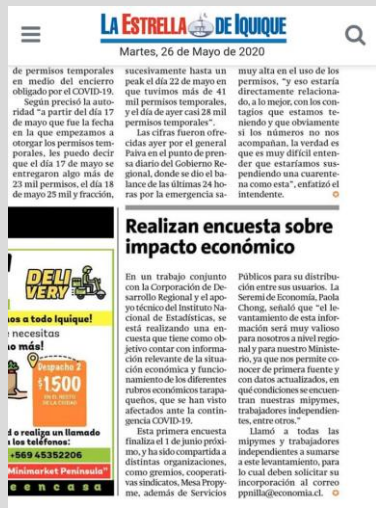 LA ESTRELLA DE IQUIQUE
Martes, 26 de Mayo de 2020
de permisos temporales
en medio del encierro
obligado por el COVID-19.
Según precisó la auto-
ridad "a partir del día 17
de mayo que fue la fecha
en la que empezamos a
otorgar los permisos tem-
porales, les puedo decir
que el día 17 de mayo se
entregaron algo más de
23 mil permisos, el día 18
de mayo 25 mil y fracción,
sucesivamente hasta un
peak el día 22 de mayo en
que tuvimos más de 41
mil permisos temporales,
y el día de ayer casi 28 mil
permisos temporales".
Las cifras fueron ofre-
cidas ayer por el general
Paiva en el punto de pren-
sa diario del Gobierno Re-
gional, donde se dio el ba-
lance de las últimas 24 ho-
ras por la emergencia sa-
muy alta en el uso de los
permisos, "y eso estaría
directamente relaciona-
do, a lo mejor, con los con-
tagios que estamos te-
niendo y que obviamente
si los números no nos
acompañan, la verdad es
que es muy difícil enten-
der que estaríamos sus-
pendiendo una cuarente-
na como esta", enfatizó el
intendente.
Realizan encuesta sobre
impacto económico
En un trabajo conjunto
con la Corporación de De-
sarrollo Regional y el apo-
yo técnico del Instituto Na-
cional de Estadísticas, se
está realizando una en-
cuesta que tiene como ob-
jetivo contar con informa-
ción relevante de la situa-
ción económica y funcio-
namiento de los diferentes
rubros económicos tarapa-
queños, que se han visto
afectados ante la contin-
gencia COVID-19.
Esta primera encuesta
finaliza el 1 de junio próxi-
mo, y ha sido compartida a
distintas organizaciones,
como gremios, cooperati-
vas sindicatos, Mesa Propy-
me, además de Servicios
Públicos para su distribu-
ción entre sus usuarios. La
Seremi de Economía, Paola
Chong, señaló que "el le-
vantamiento de esta infor-
mación será muy valioso
para nosotros a nivel regio-
nal y para nuestro Ministe-
rio, ya que nos permite co-
nocer de primera fuente y
con datos actualizados, en
qué condiciones se encuen-
tran nuestras mipymes,
trabajadores independien-
tes, entre otros."
Llamó a todas las
mipymes y trabajadores
independientes a sumarse
a este levantamiento, para
lo cual deben solicitar su
incorporación al correo
ppnilla@economia.cl.
DELI
VERY
os a todo Iquique!
necesitas
o más!
Despacho 2
$1500
EN EL RESTO
DE LA CIUDAD
d o realiza un llamado
los teléfonos:
+569 45352206
Minimarket Península"
e e n c a s a